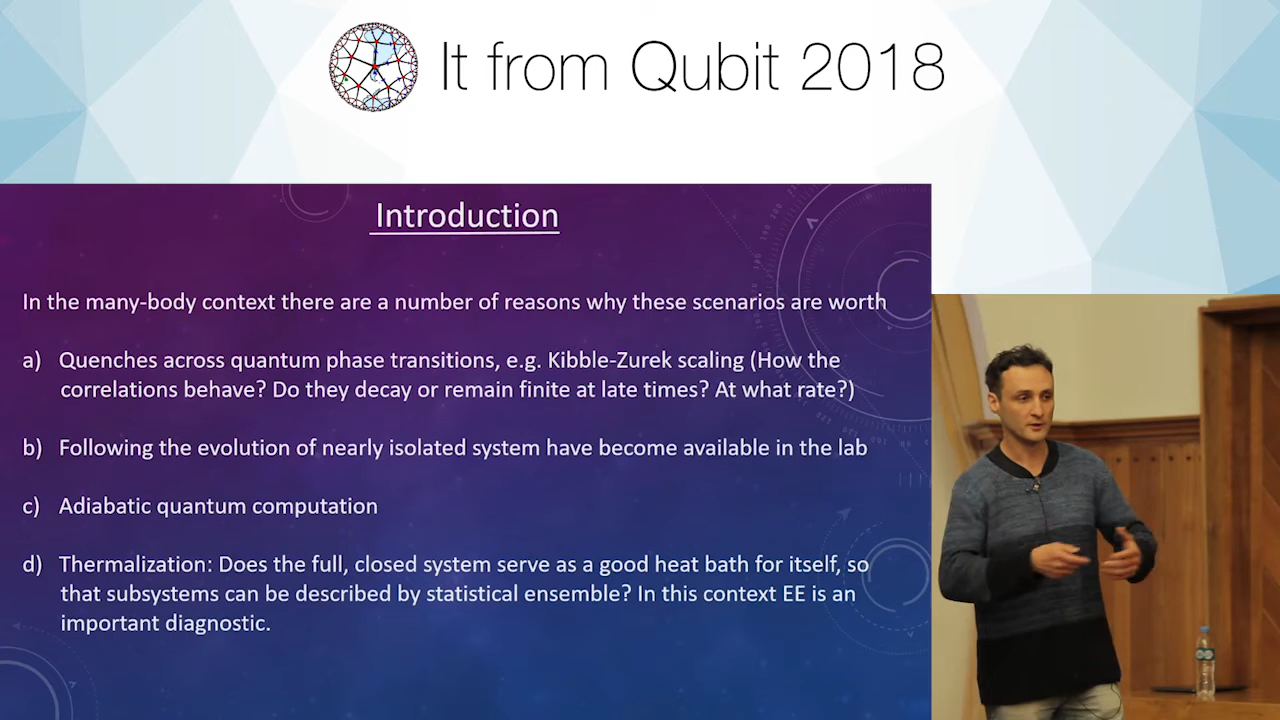 It from Qubit 2018
Introduction
In the many-body context there are a number of reasons why these scenarios are worth
a) Quenches across quantum phase transitions, e.g. Kibble-Zurek scaling (How the
correlations behave? Do they decay or remain finite at late times? At what rate?)
b) Following the evolution of nearly isolated system have become available in the lab
c) Adiabatic quantum computation
d) Thermalization: Does the full, closed system serve as a good heat bath for itself, so
that subsystems can be described by statistical ensemble? In this context EE is an
important diagnostic.